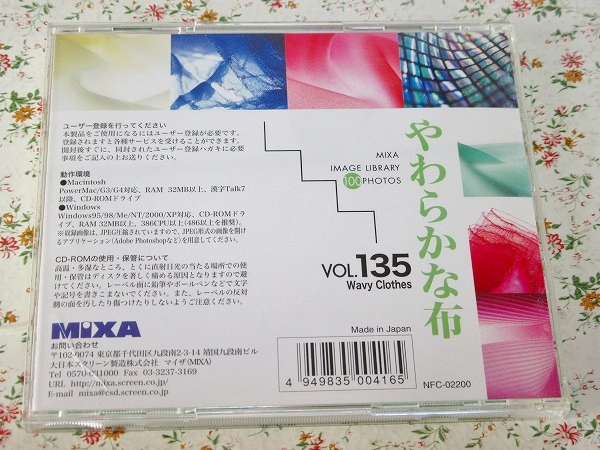 ユーザー登録を行ってください
本製品をご使用になるにはユーザー登録が必要です。
登録されますと各種サービスを受けることができます。
開封後すぐに、同封されたユーザー登録ハガキに必要
事項をご記入の上お送りください。
動作環境
●Macintosh
PowerMac/G3/G4対応、RAM 32MB以上、漢字Talk7
以降、CD-ROMドライブ
●Windows
Windows95/98/Me/NT/2000/XP対応、CD-ROMドラ
イブ、RAM 32MB以上、386CPU以上(486以上を推奨)。
※収録画像は、JPEG圧縮されていますので、JPEG形式の画像を開け
るアプリケーション(Adobe Photoshopなど)を用意してください。
CD-ROMの使用・保管について
高温・多湿なところ、とくに直射日光の当たる場所での使
用・保管はディスクを著しく痛める原因となりますので避
けてください。レーベル面に鉛筆やボールペンなどで文字
や記号を書きこまないでください。また、レーベルの反対
側の面を汚したり傷つけたりしないようご注意ください。
MIXA
お問い合わせ
〒102-0074 東京都千代田区九段南2-3-14 靖国九段南ビル
大日本スクリーン製造株式会社 マイザ(MIXA)
Tel 0570-031000 Fax 03-3237-3169
URL http://mixa.screen.co.jp/
E-mail mixa@csd.screen.co.jp
MIXA
IMAGE LIBRARY
100PHOTOS
VOL.135
Wavy Clothes
やわらかな布
Made in Japan
4 949835 004165
NFC-02200